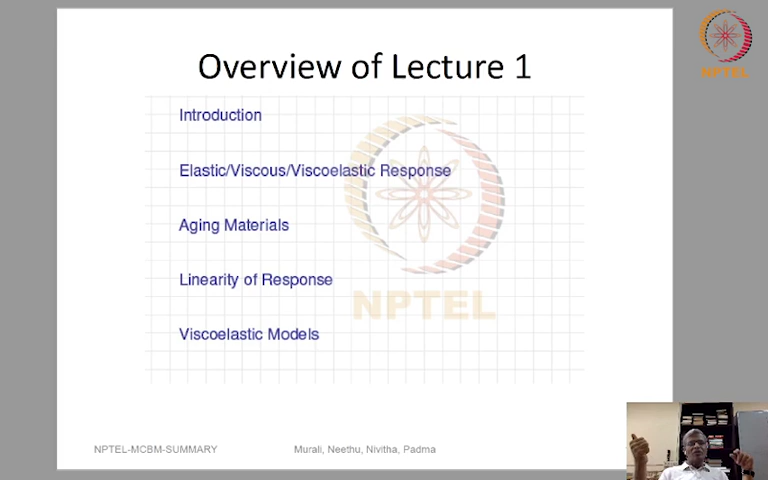 Overview of Lecture 1
NPTEL
Introduction
Elastic/Viscous/Viscoelastic Response
Aging Materials
Linearity of Response
NPTEL
Viscoelastic Models
NPTEL-MCBM-SUMMARY
Murali, Neethu, Nivitha, Padma